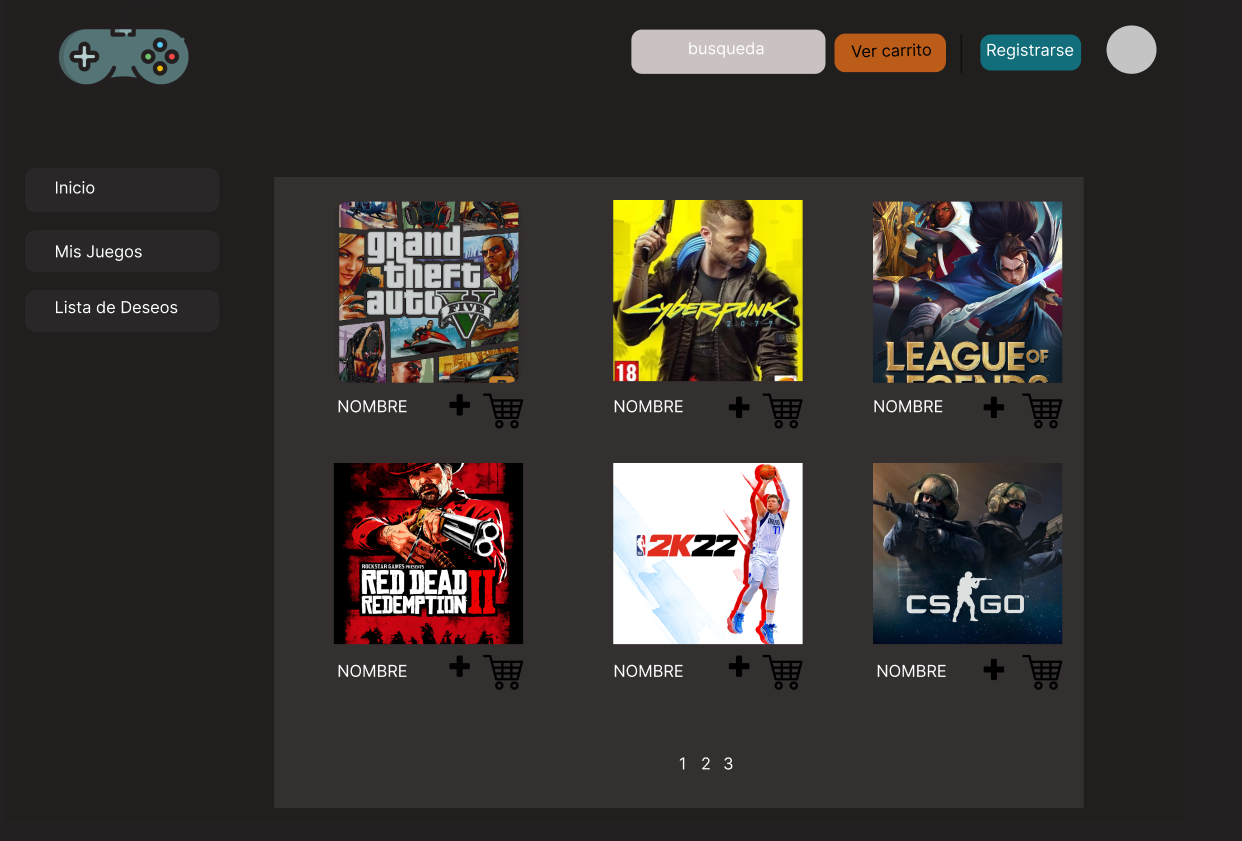 busqueda
Ver carrito
Registrarse
Inicio
Mis Juegos
Lista de Deseos
grand
theft
auto
V
FIVE
Cyberpunk
2077
18
LEAGUE OF
LEGENDS
NOMBRE
NOMBRE
NOMBRE
ROCKSTAR GAMES PRESENTS
RED DEAD
REDEMPTION II
NBA 2K22
77
CS GO
NOMBRE
NOMBRE
NOMBRE
1 2 3